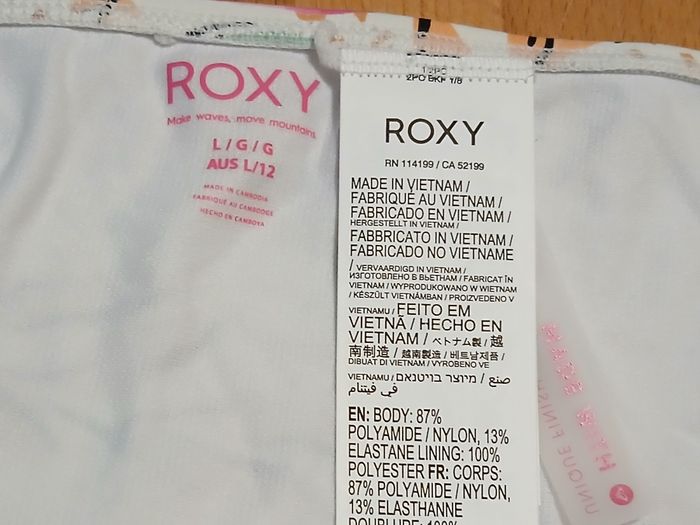 ROXY
Make waves, move mountains
L / G / G
AUS L/12
MADE IN CAMBODIA
FABRIQUÉ AU CAMBODGE
HECHO EN CAMBOYA
ROXY
RN 114199 / CA 52199
MADE IN VIETNAM /
FABRIQUÉ AU VIETNAM /
FABRICADO EN VIETNAM /
HERGESTELLT IN VIETNAM /
FABBRICATO IN VIETNAM /
FABRICADO NO VIETNAME
/ VERVAARDIGD IN VIETNAM /
ИЗГОТОВЛЕНО В ВЬЕТНАМ / FABRICAT ÎN
VIETNAM / WYPRODUKOWANO W WIETNAM
/ KÉSZÜLT VIETNÁMBAN / PROIZVEDENO V
VIETNAMU / FEITO EM
VIETNÃ / HECHO EN
VIETNAM / ベトナム製 / 越
南制造 / 越南製造 / 베트남제품 /
DIBUAT DI VIETNAM / VYROBENO VE
VIETNAMU / צנع / מיוצר בויטנאם
في فيتنام
EN: BODY: 87%
POLYAMIDE / NYLON, 13%
ELASTANE LINING: 100%
POLYESTER FR: CORPS:
87% POLYAMIDE / NYLON,
13% ELASTHANNE
UNIQUE FINISH